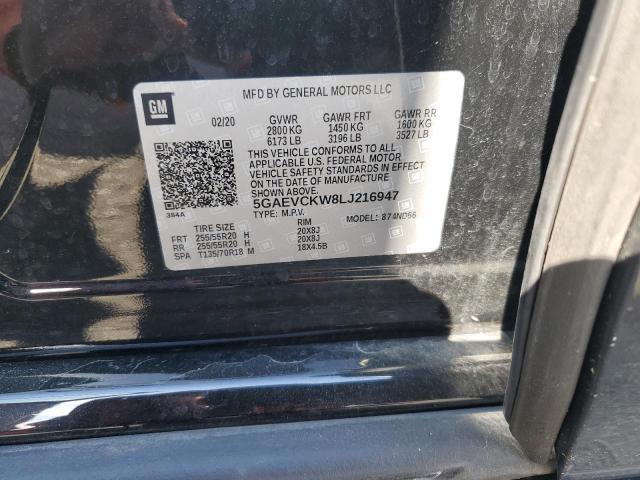 MFD BY GENERAL MOTORS LLC
GM
02/20
GVWR GAWR FRT GAWR RR
2800 KG 1450 KG 1600 KG
6173 LB 3196 LB 3527 LB
THIS VEHICLE CONFORMS TO ALL
APPLICABLE U.S. FEDERAL MOTOR
VEHICLE SAFETY STANDARDS IN EFFECT
ON THE DATE OF MANUFACTURE
SHOWN ABOVE.
5GAEVCKW8LJ216947
384A
TYPE: M.P.V. MODEL: 874ND56
TIRE SIZE RIM
FRT 255/55R20 H 20X8J
RR 255/55R20 H 20X8J
SPA T135/70R18 M 18X4.5B